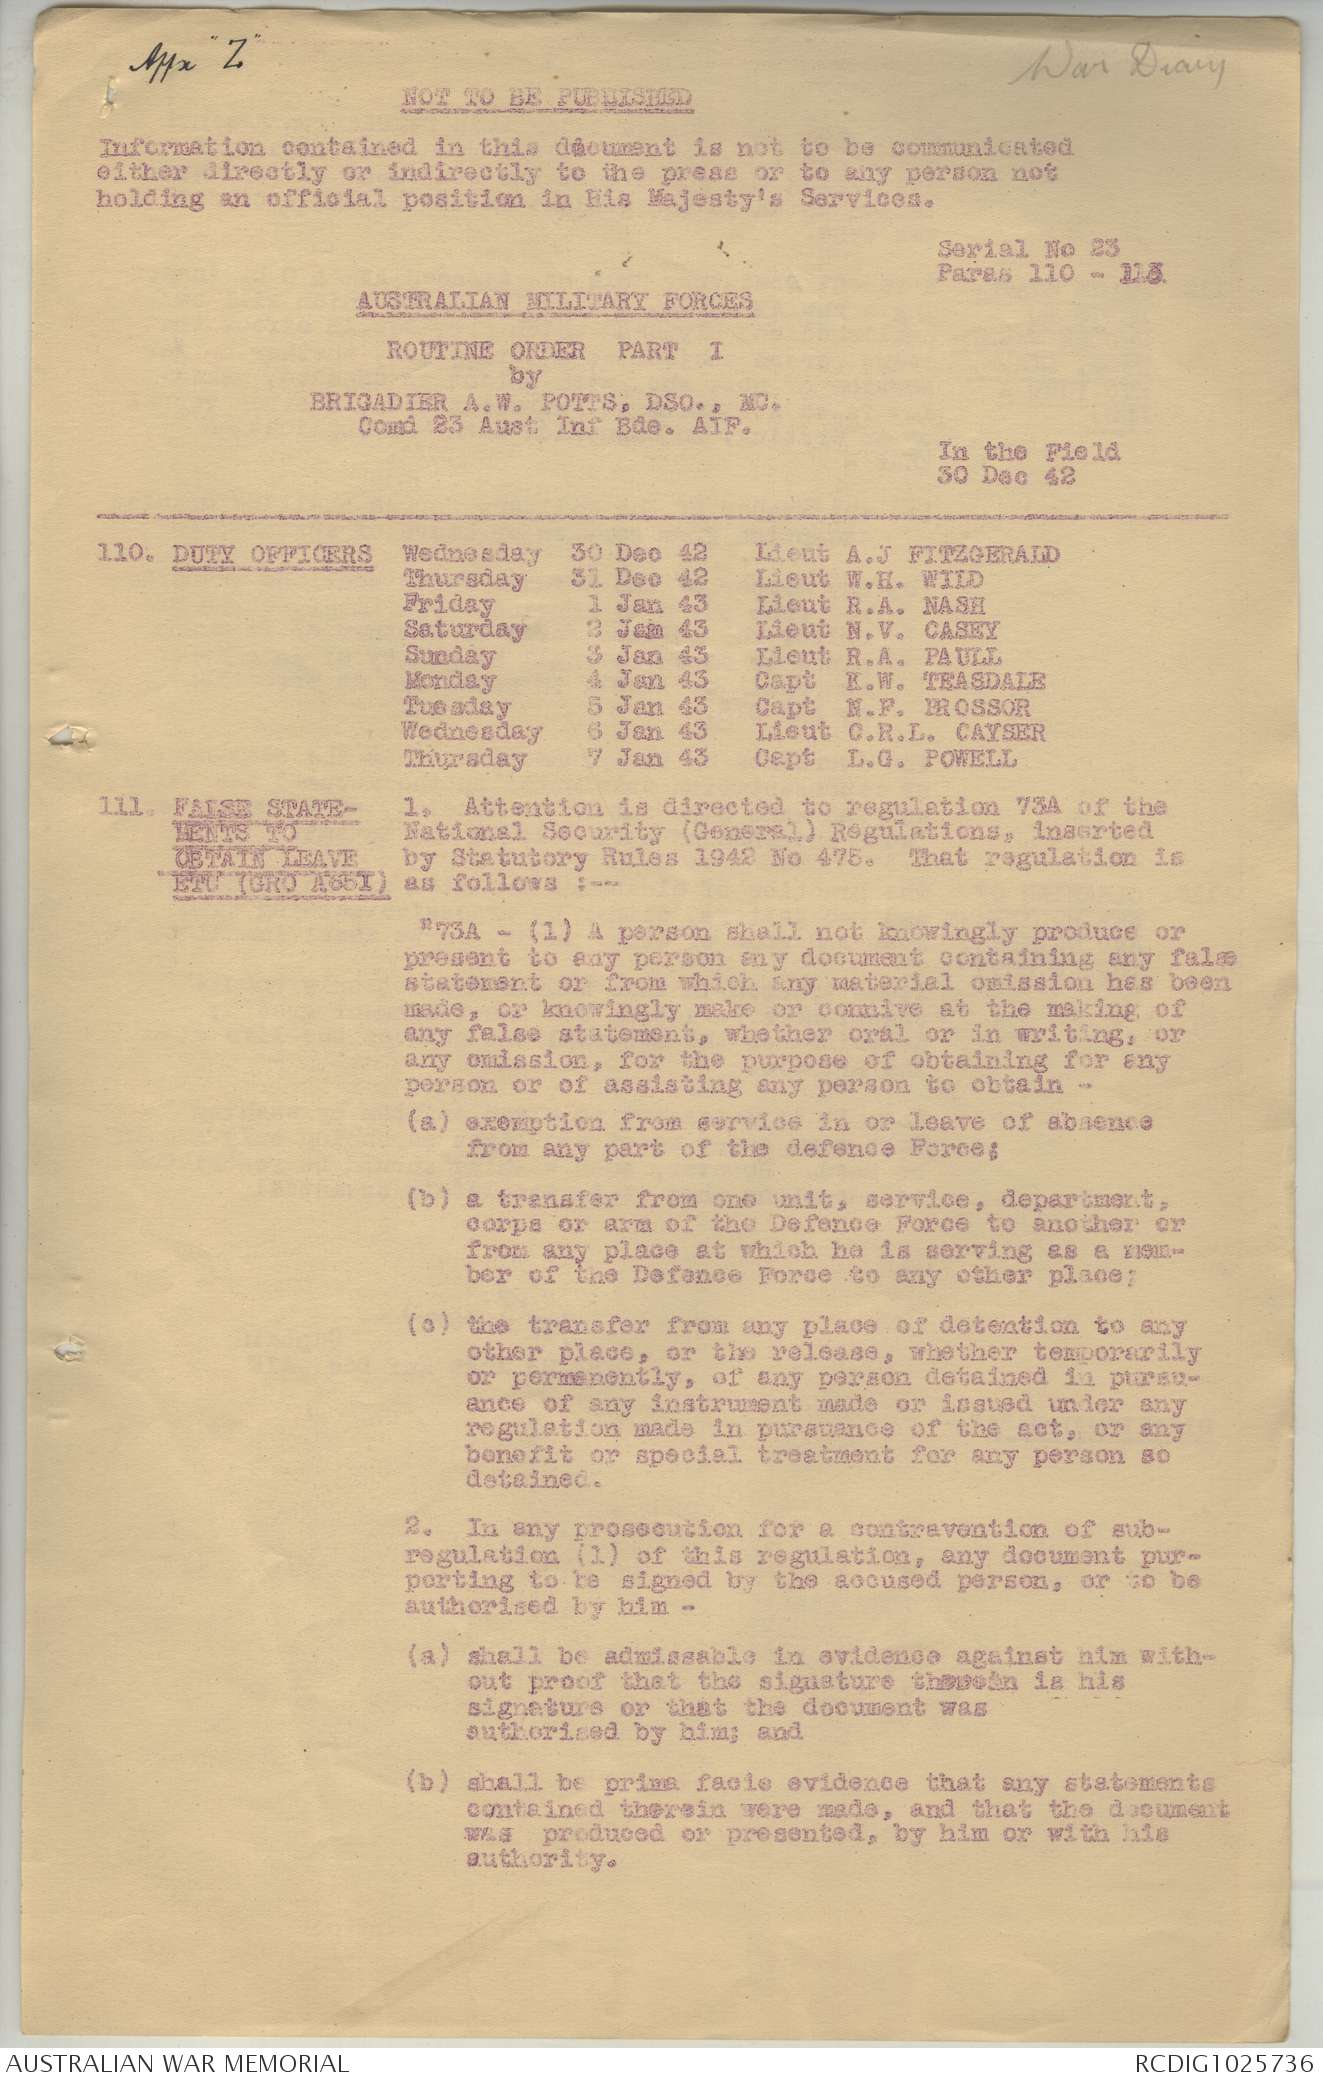 Appx "Z"
War Diary
NOT TO BE PUBLISHED
Information contained in this document is not to be communicated
either directly or indirectly to the press or to any person not
holding an official position in His Majesty's Services.
Serial No 23
Paras 110 - 113
AUSTRALIAN MILITARY FORCES
ROUTINE ORDER PART I
by
BRIGADIER A.W. POTTS, DSO., MC.
Comd 23 Aust Inf Bde. AIF.
In the Field
30 Dec 42
110. DUTY OFFICERS Wednesday 30 Dec 42 Lieut A.J FITZGERALD
Thursday 31 Dec 42 Lieut W.H. WILD
Friday 1 Jan 43 Lieut R.A. NASH
Saturday 2 Jam 43 Lieut N.V. CASEY
Sunday 3 Jan 43 Lieut R.A. PAULL
Monday 4 Jan 43 Capt K.W. TEASDALE
Tuesday 5 Jan 43 Capt N.F. PROSSOR
Wednesday 6 Jan 43 Lieut C.R.L. CAYSER
Thursday 7 Jan 43 Capt L.G. POWELL
111. FALSE STATE- 1. Attention is directed to regulation 73A of the
MENTS TO National Security (General) Regulations, inserted
OBTAIN LEAVE by Statutory Rules 1942 No 475. That regulation is
ETC (GRO A651) as follows :--
"73A - (1) A person shall not knowingly produce or
present to any person any document containing any false
statement or from which any material omission has been
made, or knowingly make or connive at the making of
any false statement, whether oral or in writing, or
any omission, for the purpose of obtaining for any
person or of assisting any person to obtain -
(a) exemption from service in or leave of absence
from any part of the defence Force;
(b) a transfer from one unit, service, department,
corps or arm of the Defence Force to another or
from any place at which he is serving as a mem-
ber of the Defence Force to any other place;
(c) the transfer from any place of detention to any
other place, or the release, whether temporarily
or permanently, of any person detained in pursu-
ance of any instrument made or issued under any
regulation made in pursuance of the act, or any
benefit or special treatment for any person so
detained.
2. In any prosecution for a contravention of sub-
regulation (1) of this regulation, any document pur-
porting to be signed by the accused person, or to be
authorised by him -
(a) shall be admissable in evidence against him with-
out proof that the signature therein is his
signature or that the document was
authorised by him; and
(b) shall be prima facie evidence that any statements
contained therein were made, and that the document
was produced or presented, by him or with his
authority.
AUSTRALIAN WAR MEMORIAL
RCDIG1025736